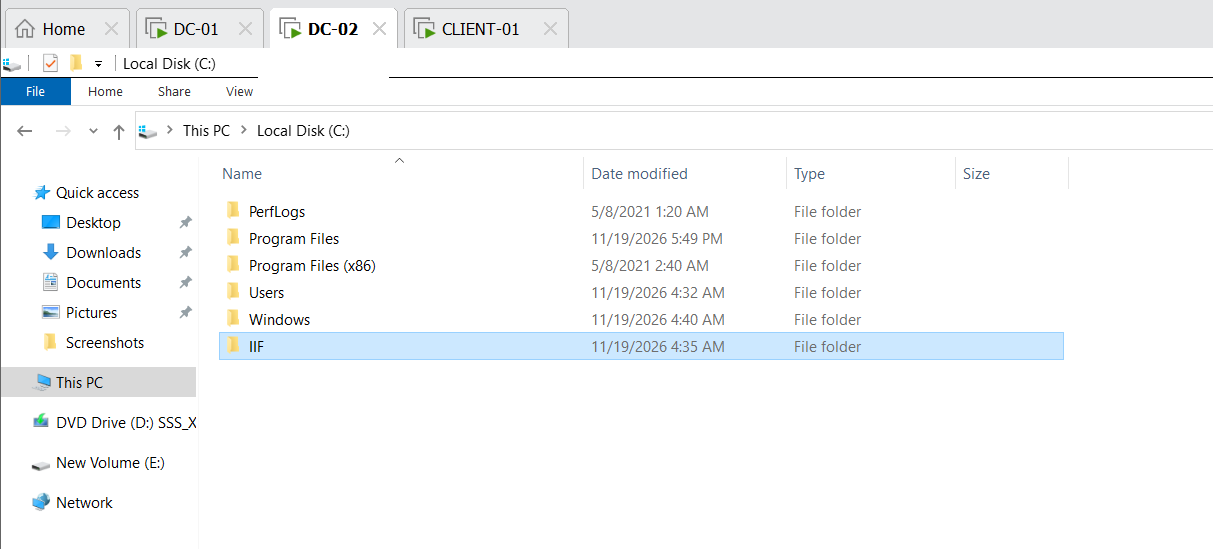 Home DC-01 DC-02 CLIENT-01
Local Disk (C:)
File Home Share View
This PC Local Disk (C:)
Name Date modified Type Size
Quick access
Desktop
Downloads
Documents
Pictures
Screenshots
This PC
DVD Drive (D:) SSS_X
New Volume (E:)
Network
PerfLogs 5/8/2021 1:20 AM File folder
Program Files 11/19/2026 5:49 PM File folder
Program Files (x86) 5/8/2021 2:40 AM File folder
Users 11/19/2026 4:32 AM File folder
Windows 11/19/2026 4:40 AM File folder
IIF 11/19/2026 4:35 AM File folder